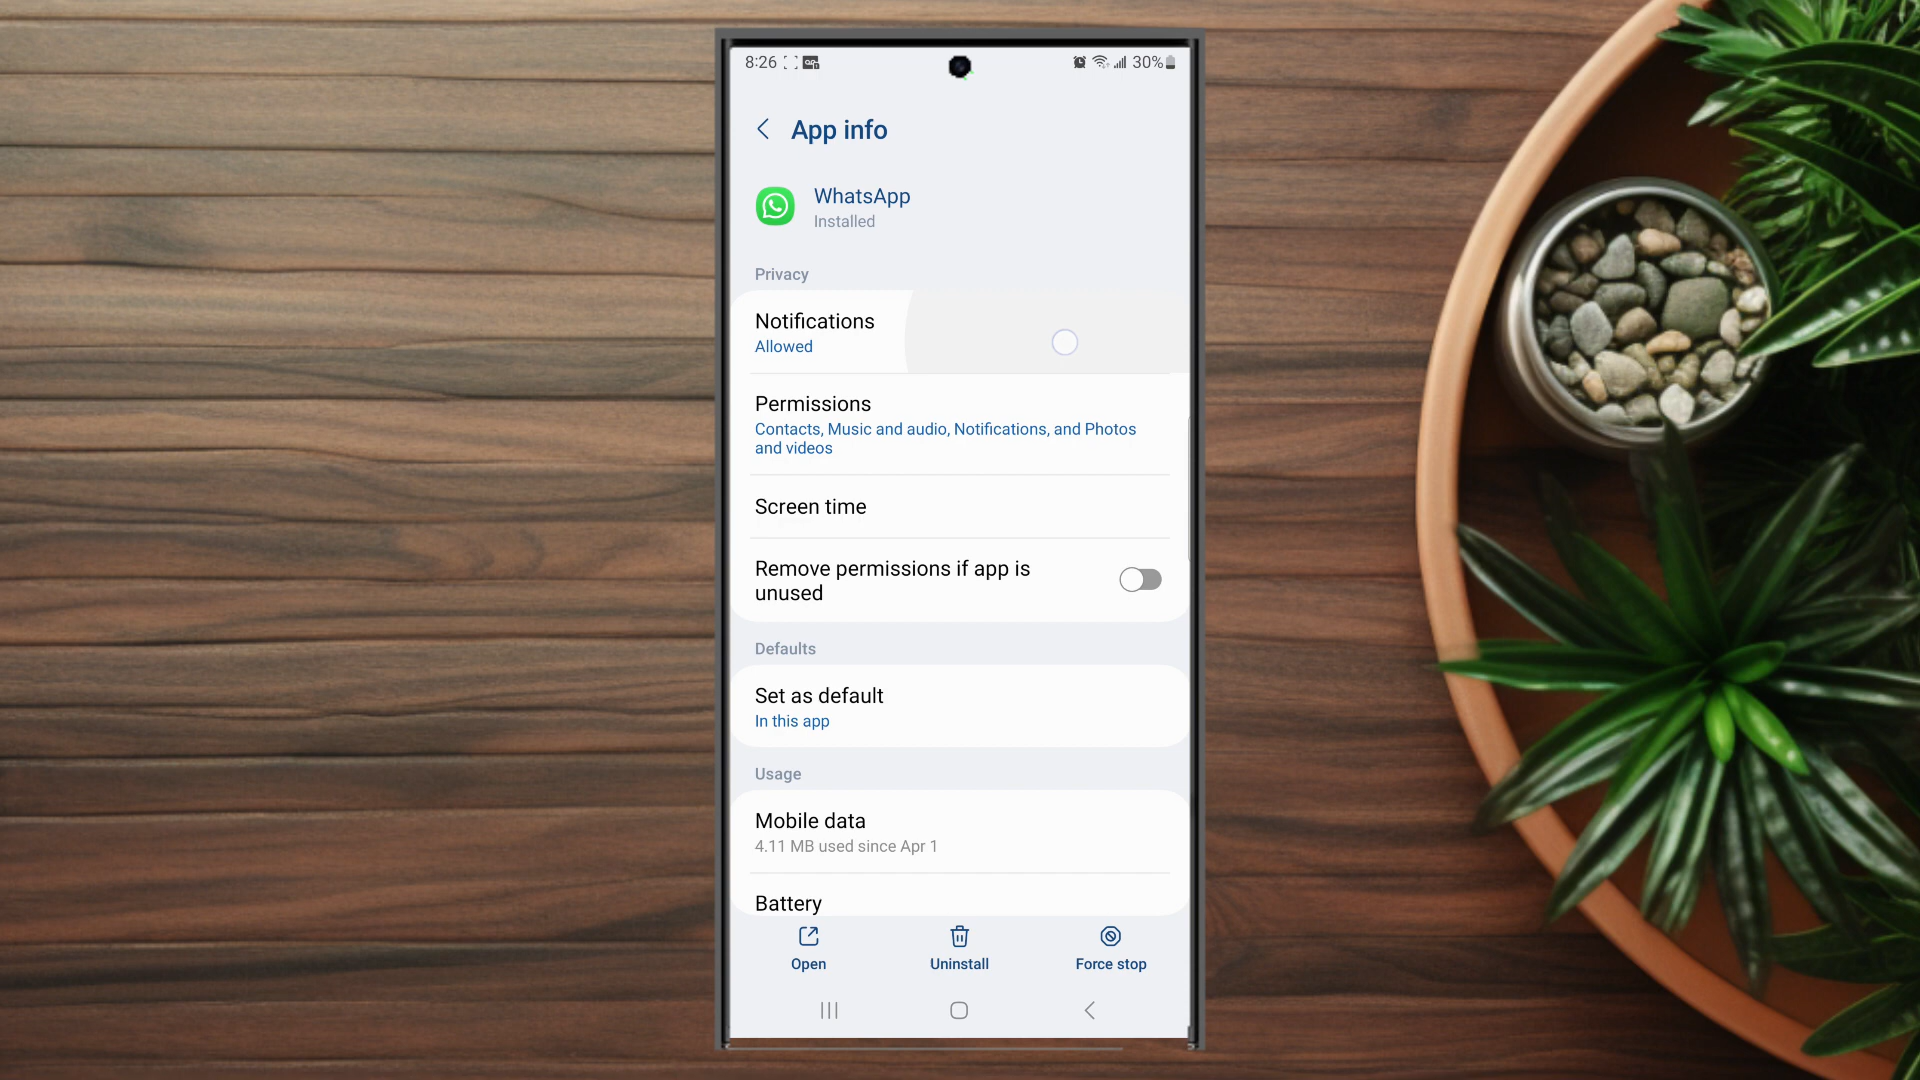 8:26
30%
App info
WhatsApp
Installed
Privacy
Notifications
Allowed
Permissions
Contacts, Music and audio, Notifications, and Photos
and videos
Screen time
Remove permissions if app is
unused
Defaults
Set as default
In this app
Usage
Mobile data
4.11 MB used since Apr 1
Battery
Open
Uninstall
Force stop